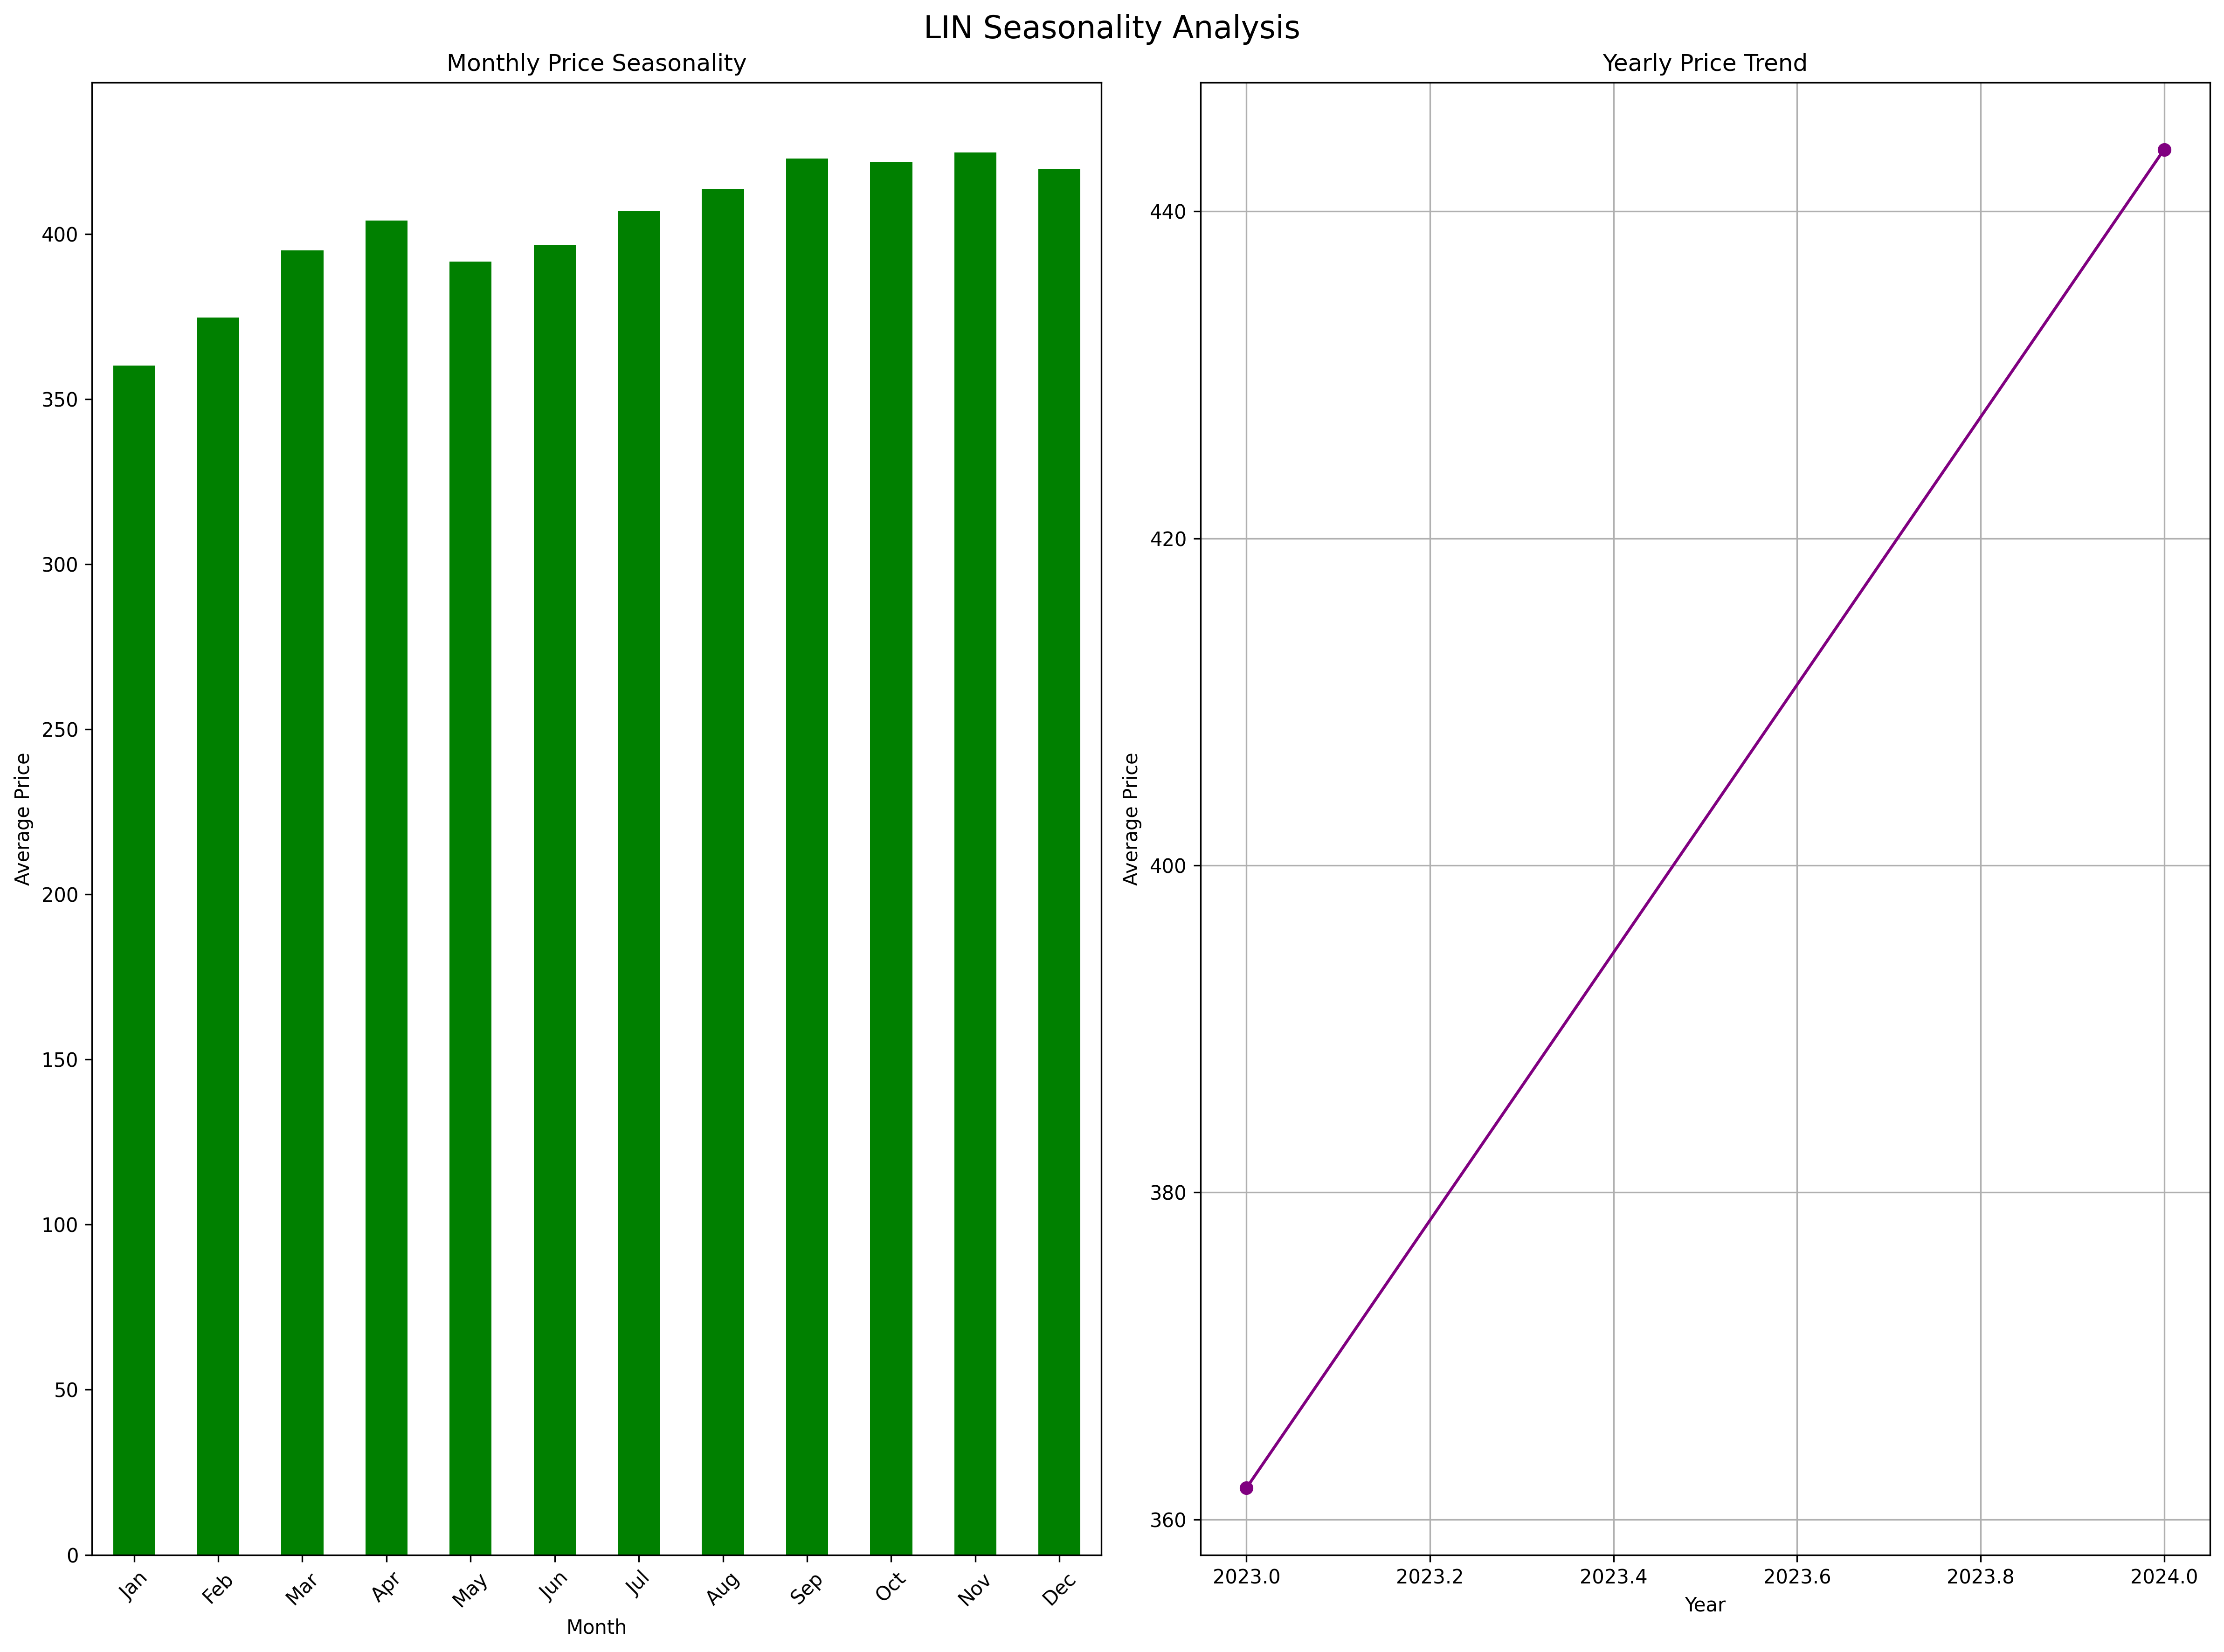 LIN Seasonality Analysis
Monthly Price Seasonality
Average Price
400
350
300
250
200
150
100
50
0
Jan
Feb
Mar
Apr
May
Jun
Jul
Aug
Sep
Oct
Nov
Dec
Month
Yearly Price Trend
Average Price
440
420
400
380
360
2023.0
2023.2
2023.4
2023.6
2023.8
2024.0
Year